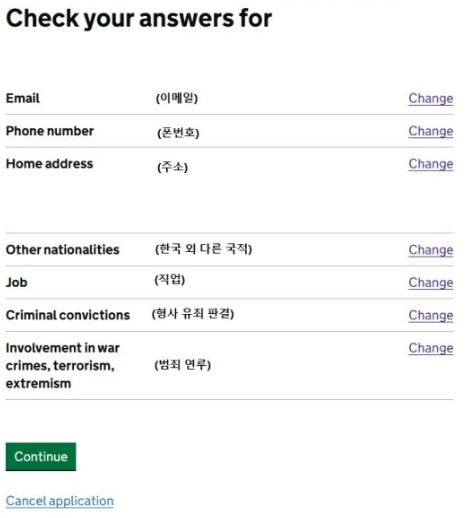 Check your answers for
Email (이메일) Change
Phone number (폰번호) Change
Home address (주소) Change
Other nationalities (한국 외 다른 국적) Change
Job (직업) Change
Criminal convictions (형사 유죄 판결) Change
Involvement in war Change
crimes, terrorism, (범죄 연루)
extremism
Continue
Cancel application